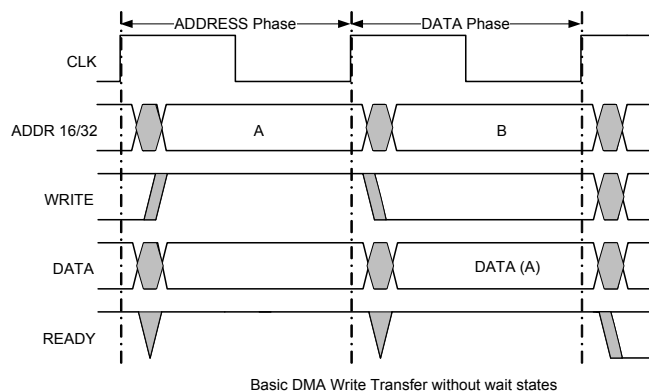 ADDRESS Phase DATA Phase
CLK
ADDR 16/32 A B
WRITE
DATA DATA (A)
READY
Basic DMA Write Transfer without wait states